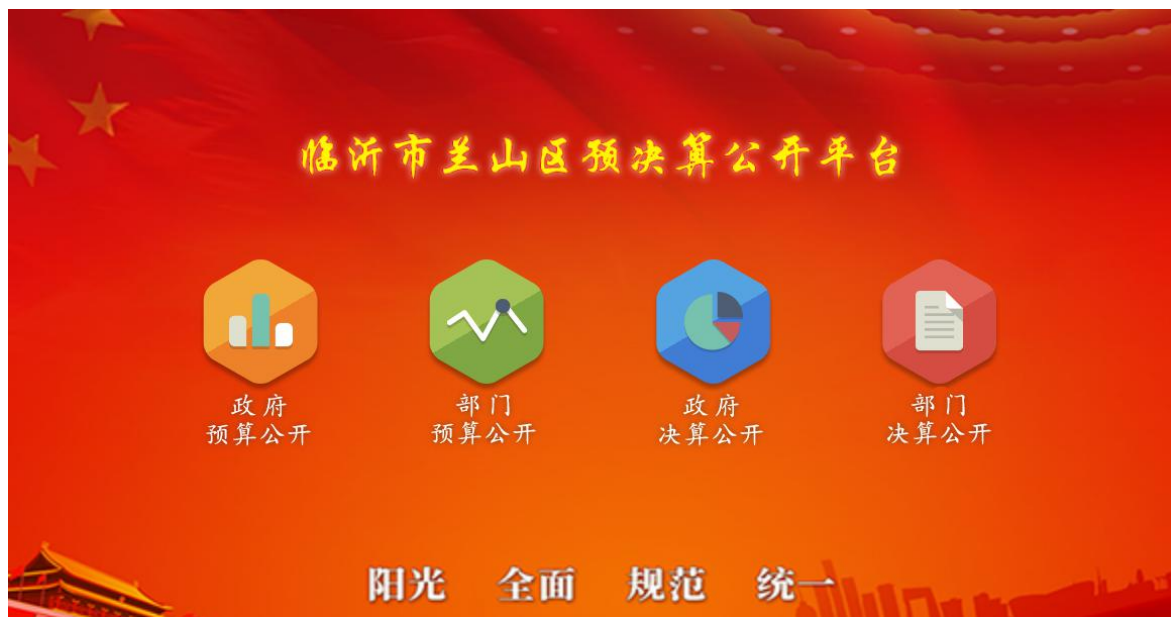 临沂市兰山区预决算公开平台
政府
预算公开
部门
预算公开
政府
决算公开
部门
决算公开
阳光 全面 规范 统一